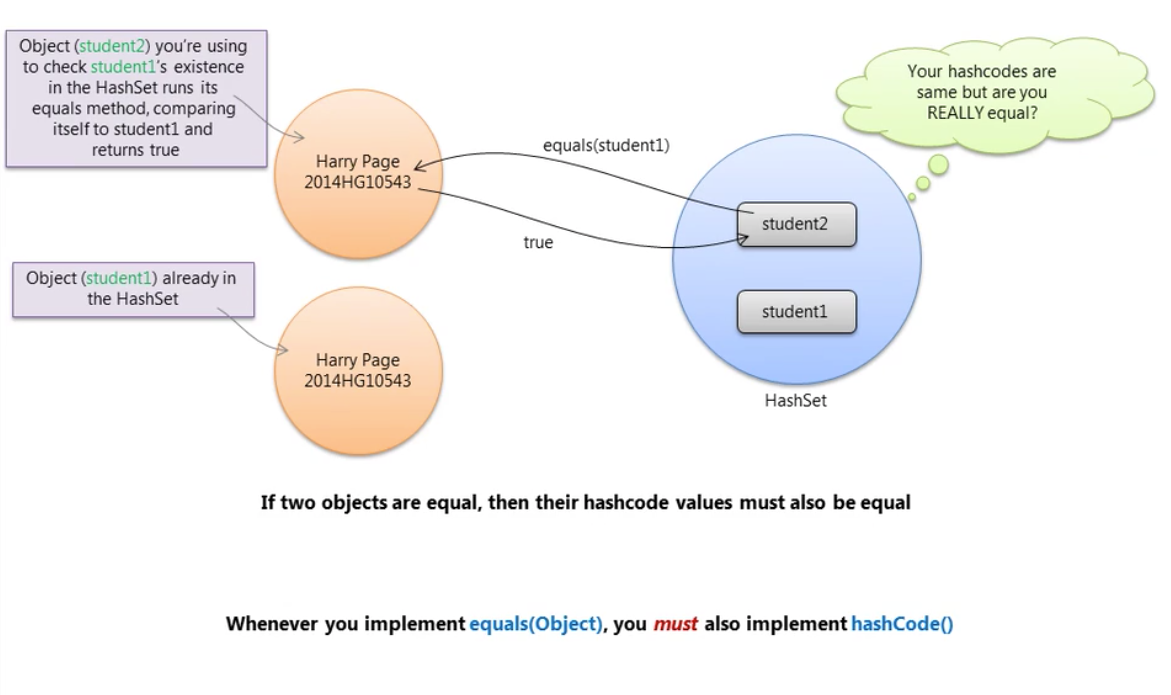 Object (student2) you're using
to check student1's existence
in the HashSet runs its
equals method, comparing
itself to student1 and
returns true
Harry Page
2014HG10543
equals(student1)
true
Your hashcodes are
same but are you
REALLY equal?
student2
student1
HashSet
Object (student1) already in
the HashSet
Harry Page
2014HG10543
If two objects are equal, then their hashcode values must also be equal
Whenever you implement equals(Object), you must also implement hashCode()